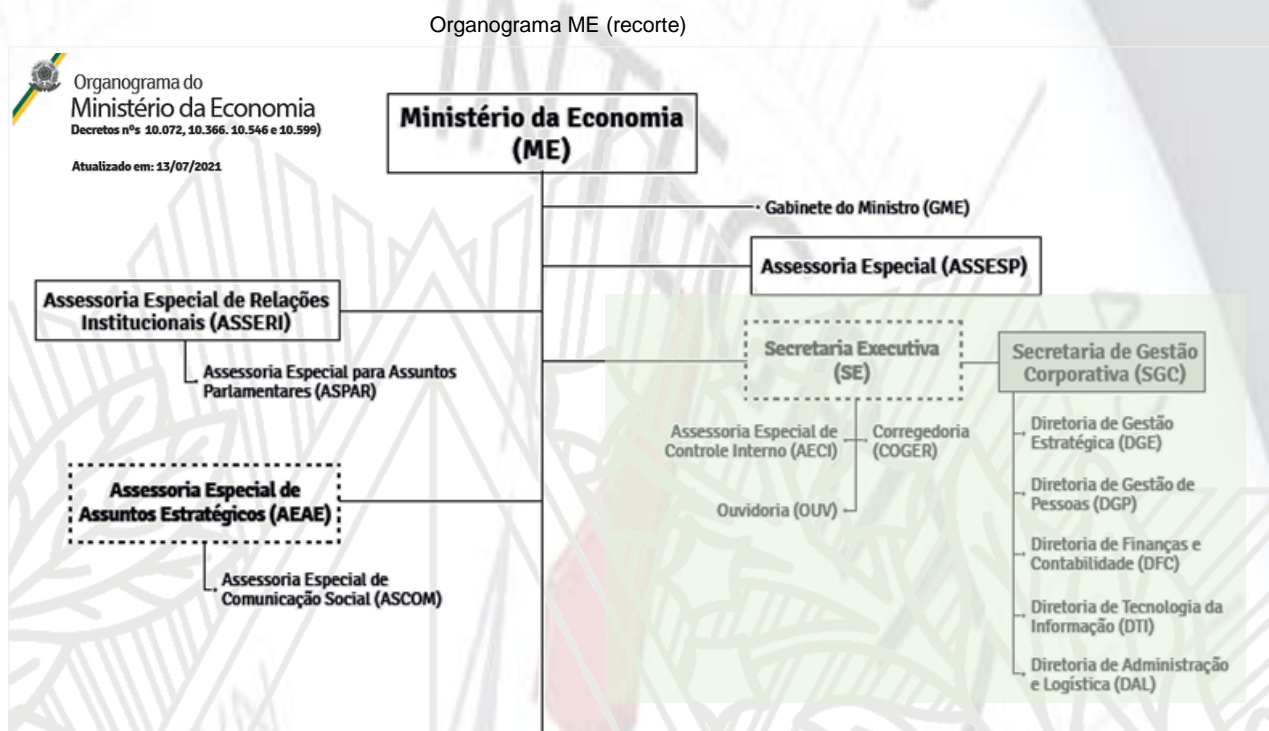 Organograma ME (recorte)
Organograma do
Ministério da Economia
Decretos nºs 10.072, 10.366. 10.546 e 10.599)
Atualizado em: 13/07/2021
Ministério da Economia
(ME)
Gabinete do Ministro (GME)
Assessoria Especial (ASSESP)
Assessoria Especial de Relações
Institucionais (ASSERI)
Assessoria Especial para Assuntos
Parlamentares (ASPAR)
Secretaria Executiva
(SE)
Secretaria de Gestão
Corporativa (SGC)
Assessoria Especial de
Controle Interno (AECI)
Corregedoria
(COGER)
Ouvidoria (OUV)
Diretoria de Gestão
Estratégica (DGE)
Diretoria de Gestão de
Pessoas (DGP)
Diretoria de Finanças e
Contabilidade (DFC)
Diretoria de Tecnologia da
Informação (DTI)
Diretoria de Administração
e Logística (DAL)
Assessoria Especial de
Assuntos Estratégicos (AEAE)
Assessoria Especial de
Comunicação Social (ASCOM)